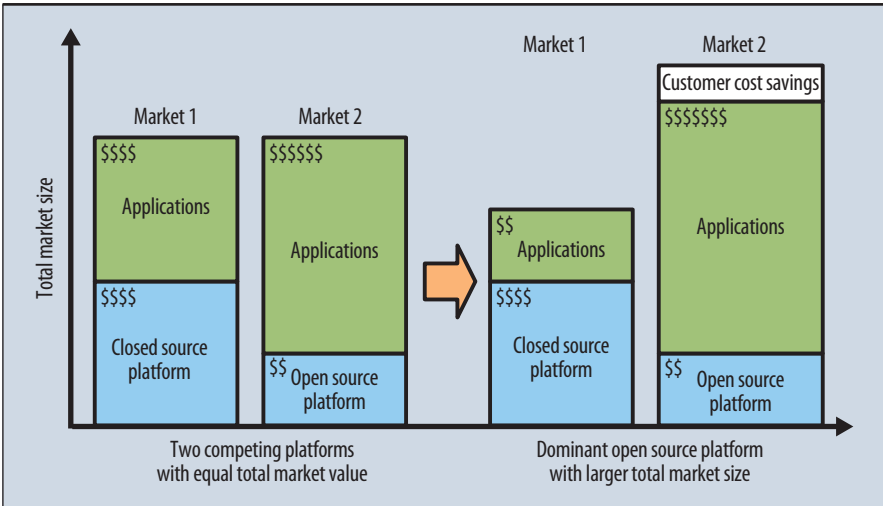 Total market size
Market 1
$$$$
Applications
$$$$
Closed source
platform
Market 2
$$$$$$
Applications
$$
Open source
platform
Two competing platforms
with equal total market value
Market 1
$$
Applications
$$$$
Closed source
platform
Market 2
Customer cost savings
$$$$$$$
Applications
$$
Open source
platform
Dominant open source platform
with larger total market size